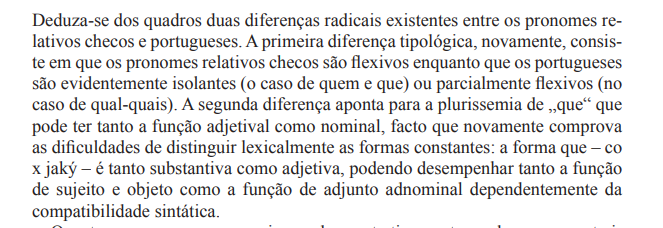 Deduza-se dos quadros duas diferenças radicais existentes entre os pronomes re-
lativos checos e portugueses. A primeira diferença tipológica, novamente, consis-
te em que os pronomes relativos checos são flexivos enquanto que os portugueses
são evidentemente isolantes (o caso de quem e que) ou parcialmente flexivos (no
caso de qual-quais). A segunda diferença aponta para a plurissemia de „que“ que
pode ter tanto a função adjetival como nominal, facto que novamente comprova
as dificuldades de distinguir lexicalmente as formas constantes: a forma que – co
x jaký – é tanto substantiva como adjetiva, podendo desempenhar tanto a função
de sujeito e objeto como a função de adjunto adnominal dependentemente da
compatibilidade sintática.